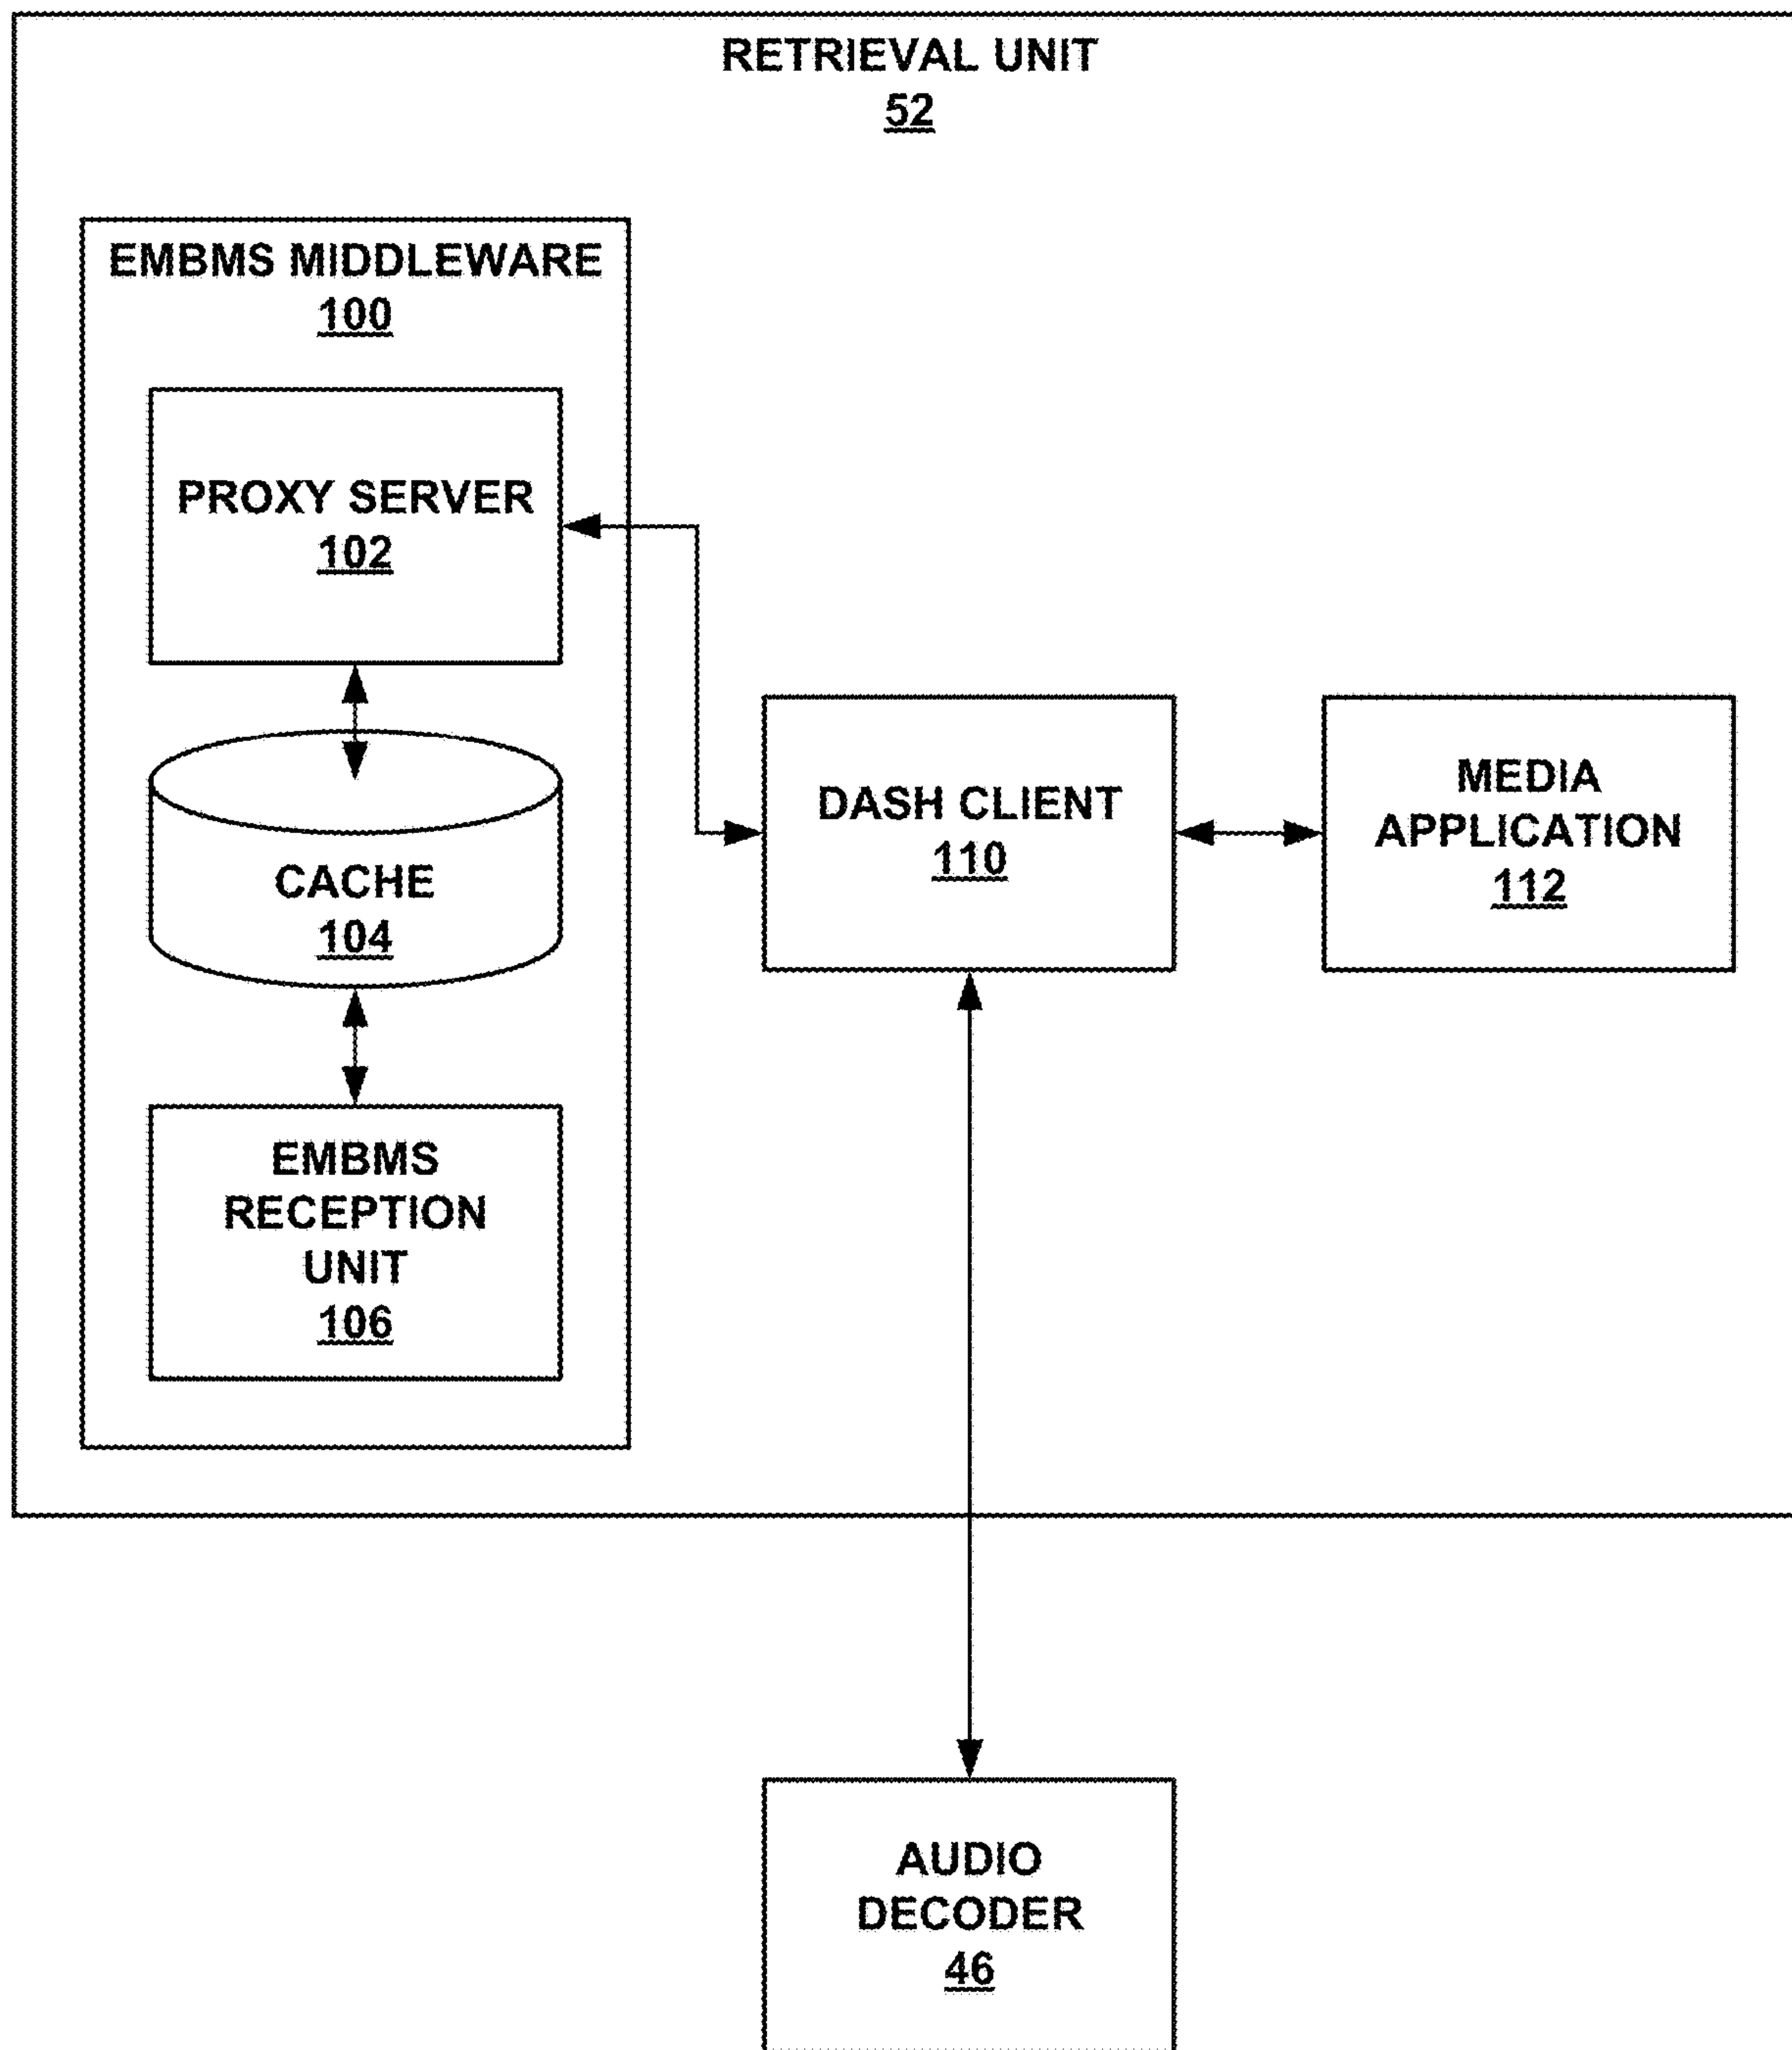 RETRIEVAL UNIT
52
EMBMS MIDDLEWARE
100
PROXY SERVER
102
CACHE
104
EMBMS
RECEPTION
UNIT
106
DASH CLIENT
110
MEDIA
APPLICATION
112
AUDIO
DECODER
46